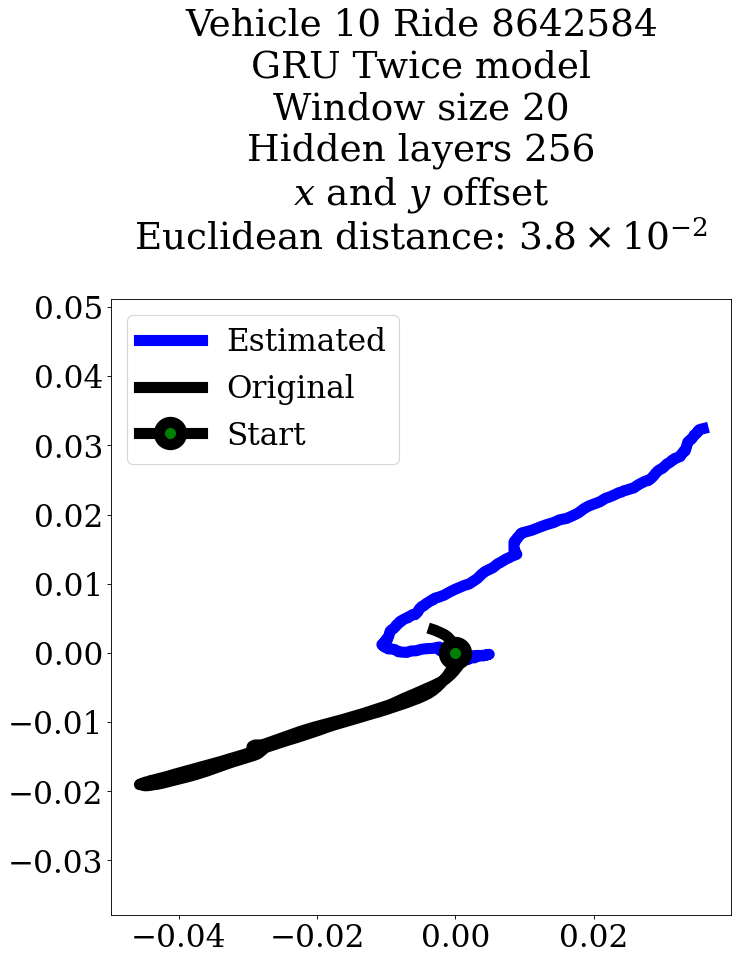 Vehicle 10 Ride 8642584
GRU Twice model
Window size 20
Hidden layers 256
x and y offset
Euclidean distance: 3.8 × 10⁻²
Estimated
Original
Start
0.05
0.04
0.03
0.02
0.01
0.00
−0.01
−0.02
−0.03
−0.04 −0.02 0.00 0.02